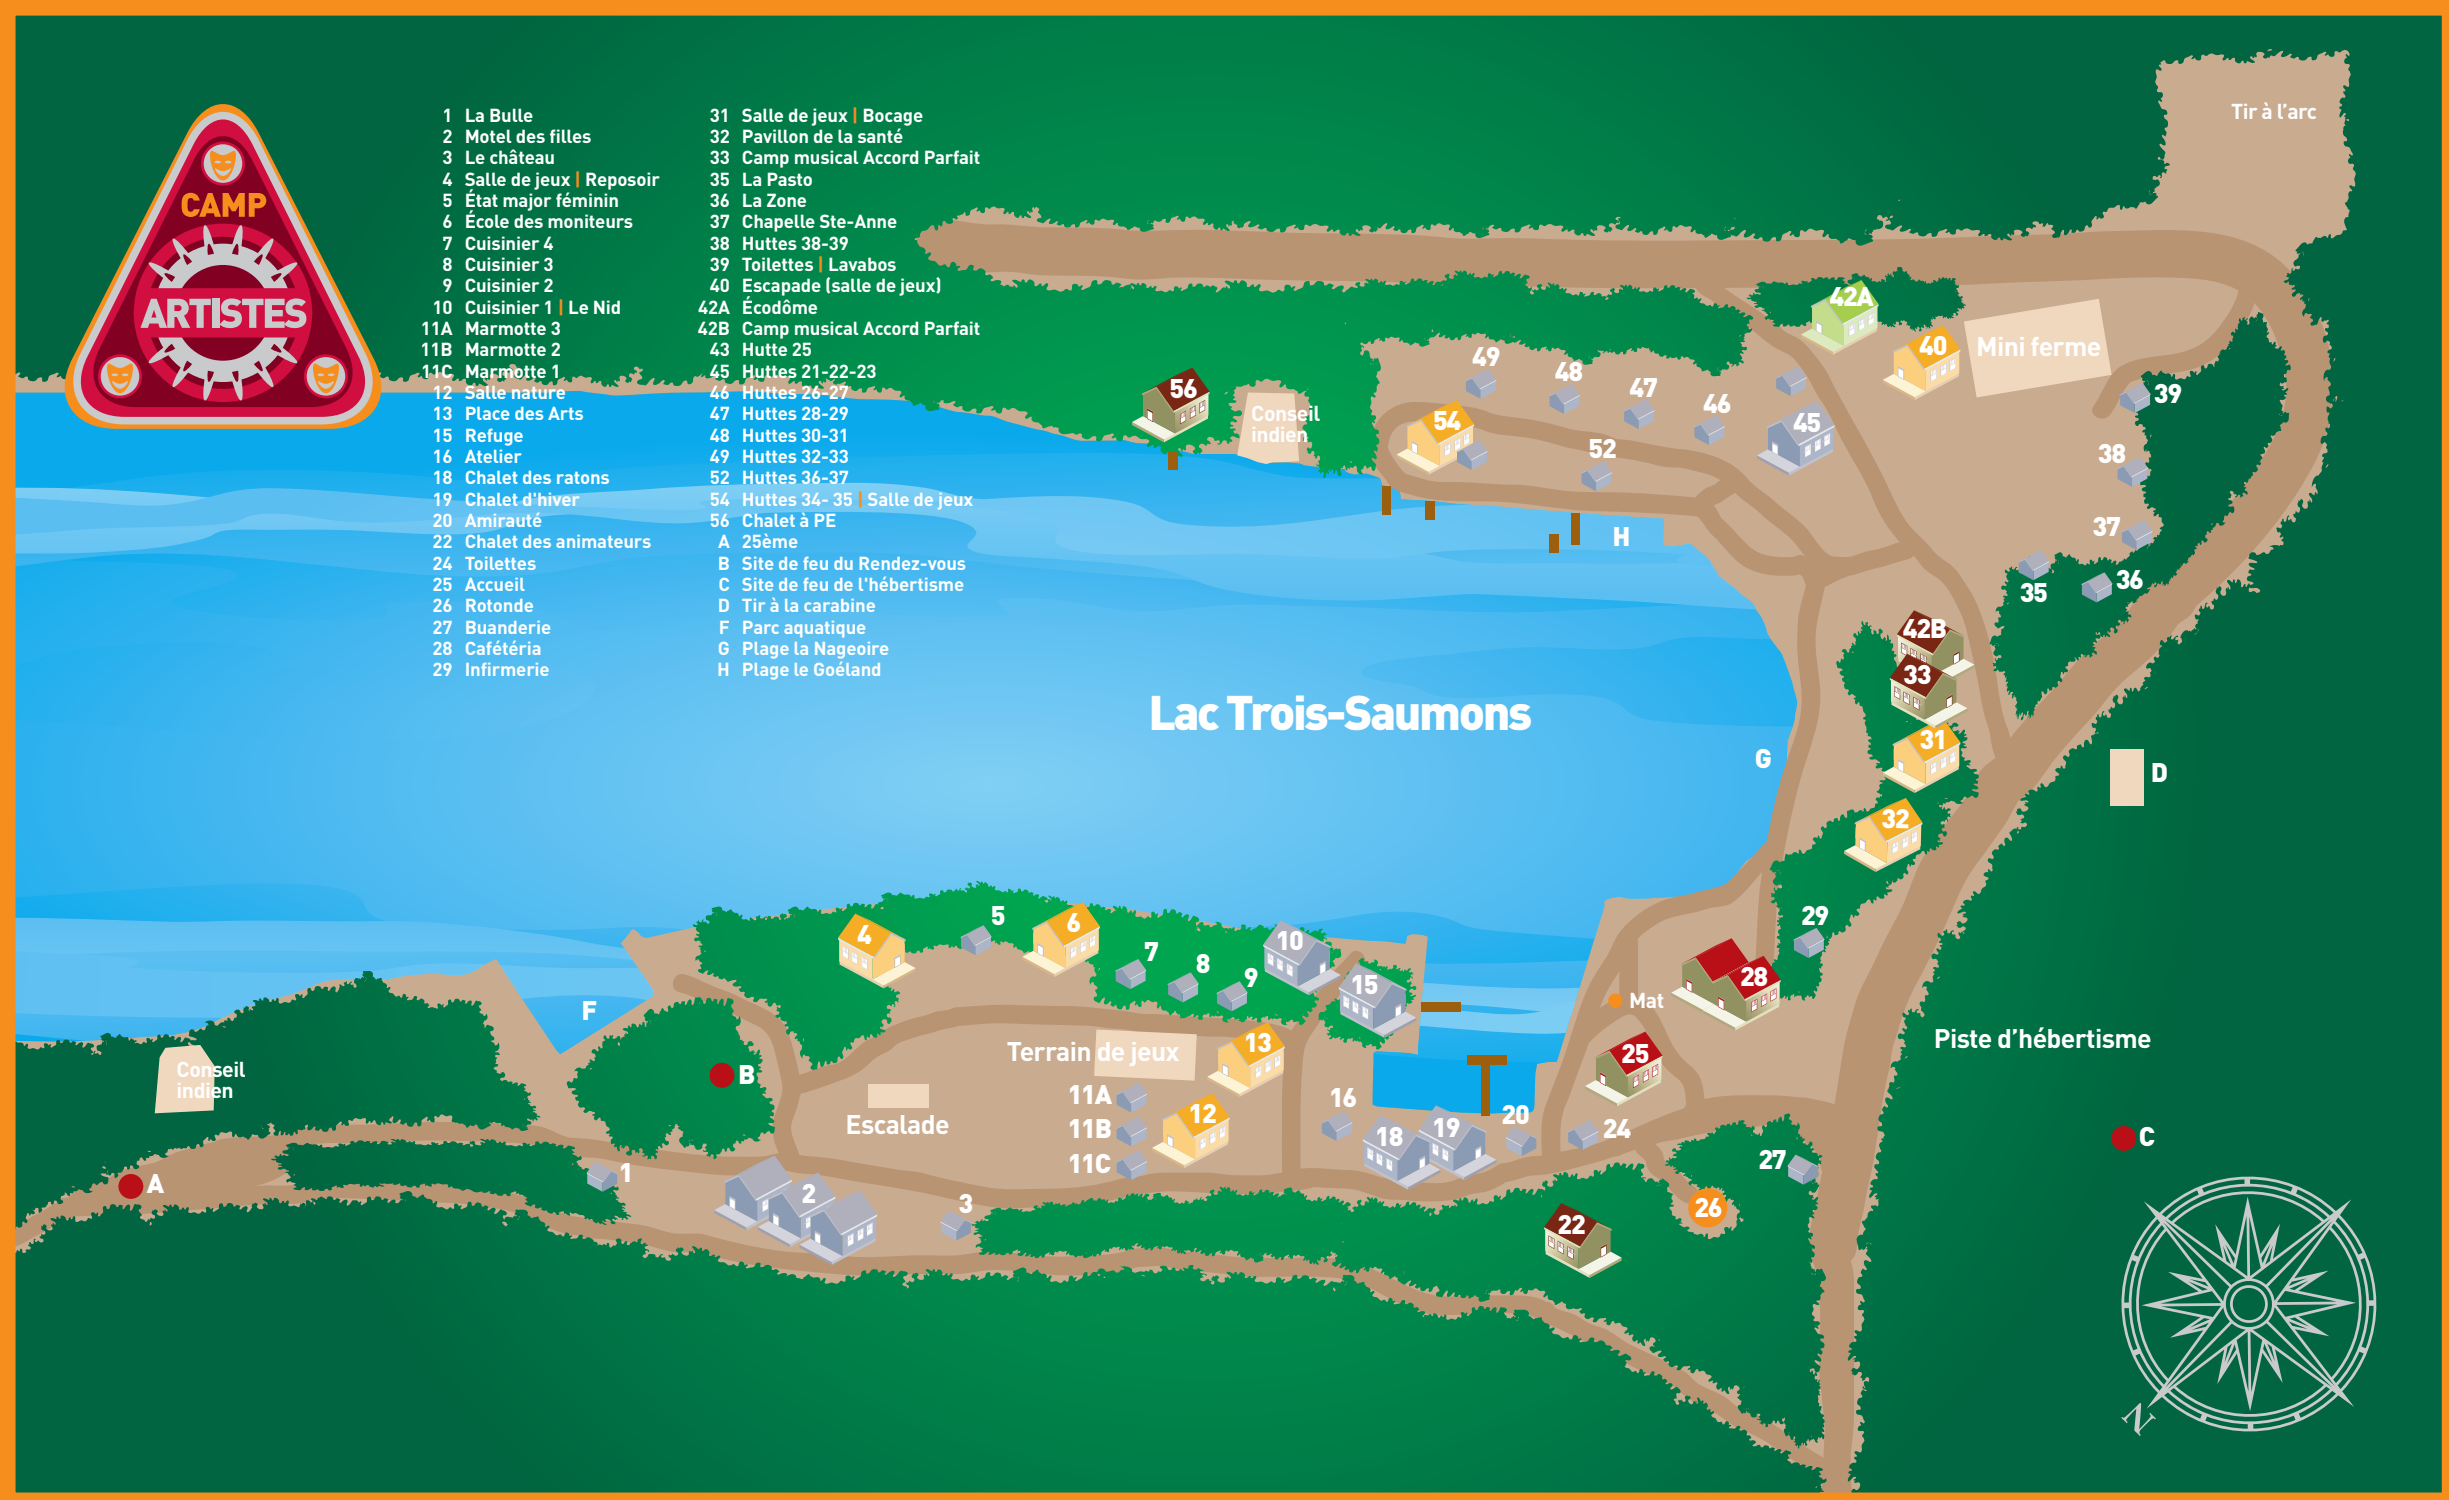 CAMP
ARTISTES
1 La Bulle
2 Motel des filles
3 Le château
4 Salle de jeux | Reposoir
5 État major féminin
6 École des moniteurs
7 Cuisinier 4
8 Cuisinier 3
9 Cuisinier 2
10 Cuisinier 1 | Le Nid
11A Marmotte 3
11B Marmotte 2
11C Marmotte 1
12 Salle nature
13 Place des Arts
15 Refuge
16 Atelier
18 Chalet des ratons
19 Chalet d'hiver
20 Amirauté
22 Chalet des animateurs
24 Toilettes
25 Accueil
26 Rotonde
27 Buanderie
28 Cafétéria
29 Infirmerie
31 Salle de jeux | Bocage
32 Pavillon de la santé
33 Camp musical Accord Parfait
35 La Pasto
36 La Zone
37 Chapelle Ste-Anne
38 Huttes 38-39
39 Toilettes | Lavabos
40 Escapade (salle de jeux)
42A Écodôme
42B Camp musical Accord Parfait
43 Hutte 25
45 Huttes 21-22-23
46 Huttes 26-27
47 Huttes 28-29
48 Huttes 30-31
49 Huttes 32-33
52 Huttes 36-37
54 Huttes 34- 35 | Salle de jeux
56 Chalet à PE
A 25ème
B Site de feu du Rendez-vous
C Site de feu de l'hébertisme
D Tir à la carabine
F Parc aquatique
G Plage la Nageoire
H Plage le Goéland
Tir à l'arc
42A
40
Mini ferme
49
48
47
46
45
39
56
Conseil
indien
54
52
38
H
37
35
36
42B
33
Lac Trois-Saumons
31
G
D
32
4
5
6
7
8
9
10
15
29
28
F
Mat
Piste d'hébertisme
Conseil
indien
B
Terrain de jeux
13
25
Escalade
11A
11B
11C
12
16
18
19
20
24
C
A
1
2
3
27
26
22
N